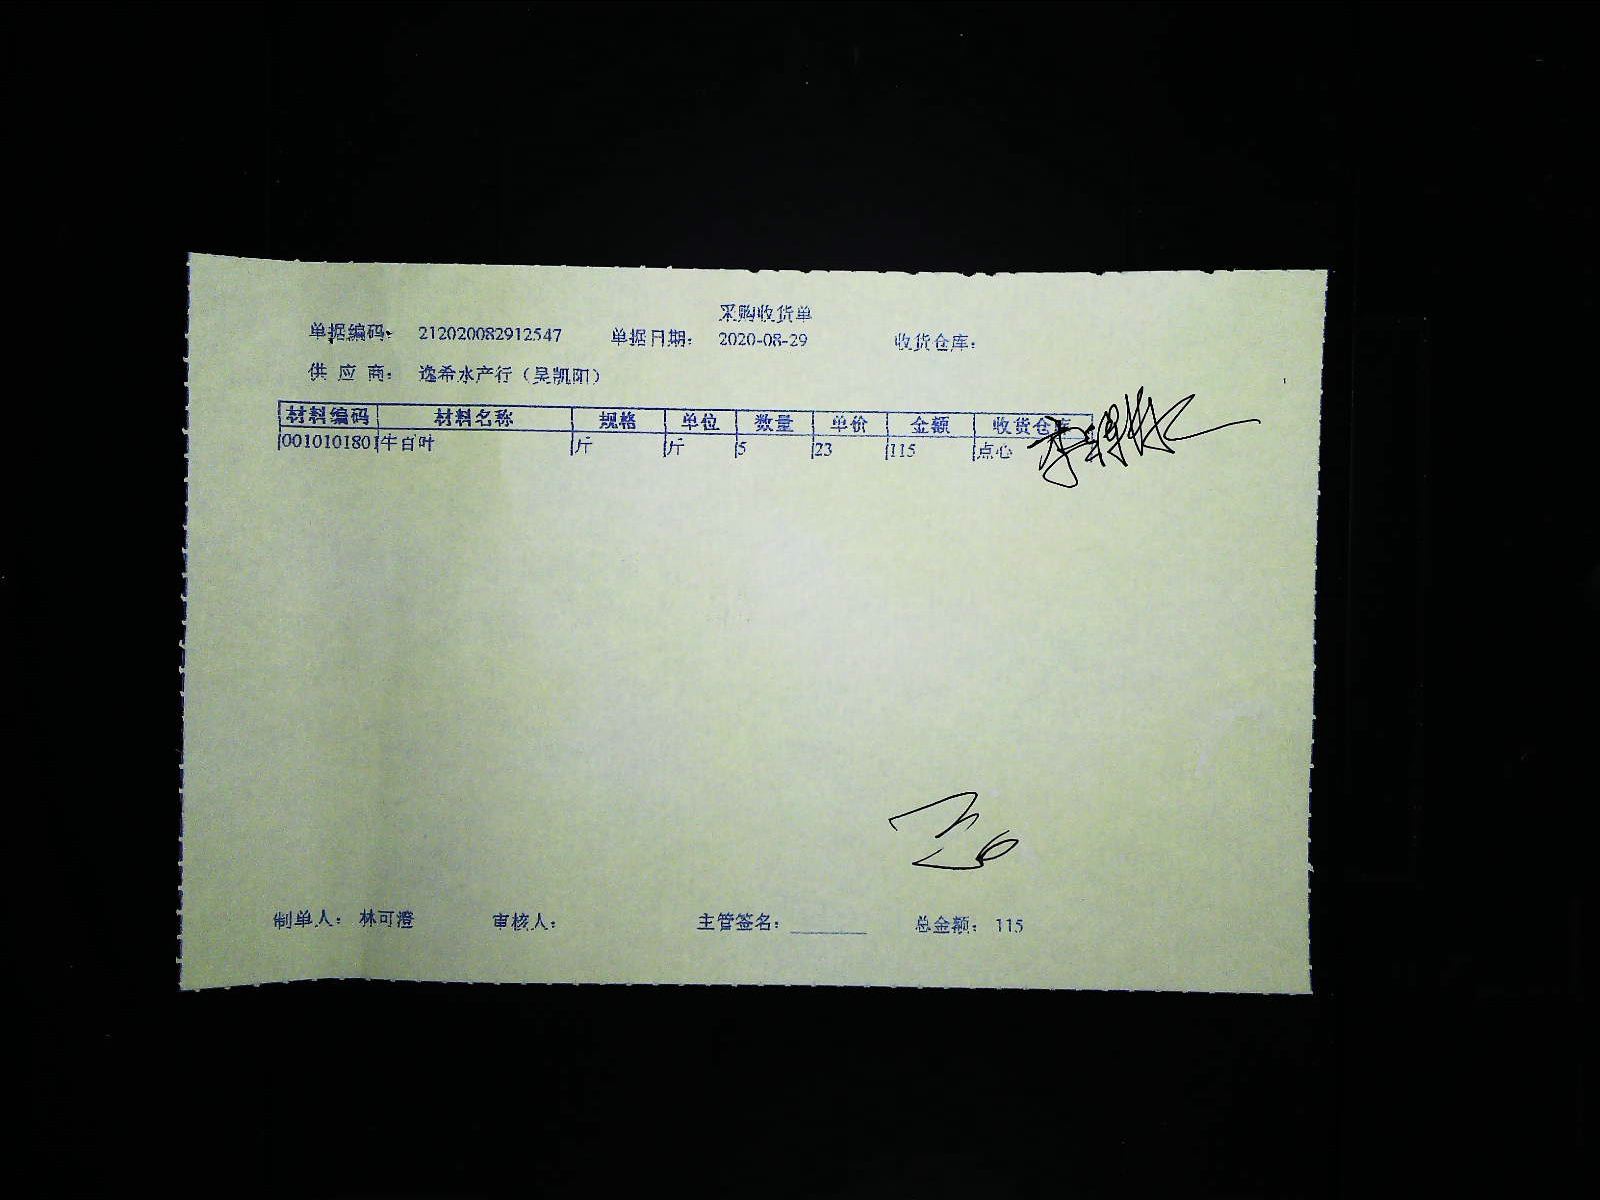 采购收货单
单据编码: 212020082912547 单据日期: 2020-08-29 收货仓库:
供应商: 逸希水产行（吴凯阳）
材料编码 材料名称 规格 单位 数量 单价 金额 收货仓库
0010101801 牛百叶 斤 斤 5 23 115 点心
制单人: 林可澄 审核人: 主管签名: 总金额: 115